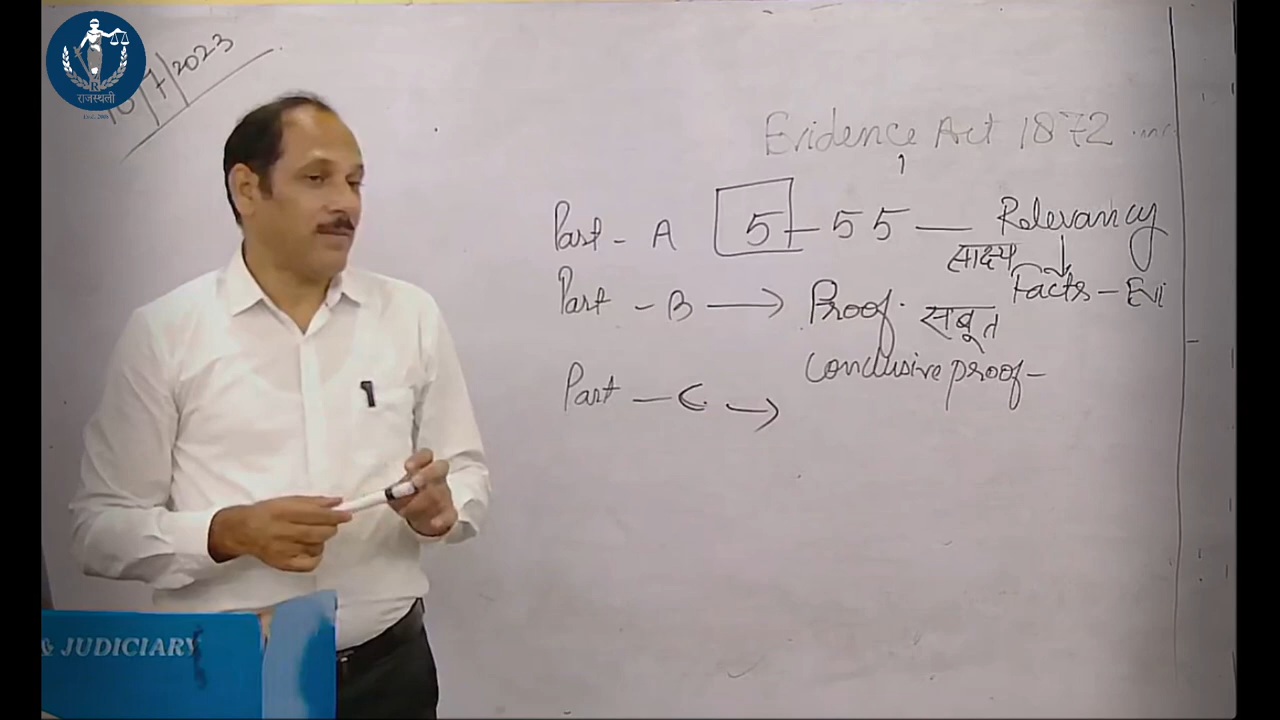 राजस्थली
/7/2023
Evidence Act 1872
Part - A 5 - 55 — Relevancy
साक्ष्य
Facts - Evi
Part - B → Proof. सबूत
Conclusive proof -
Part - C. →
& JUDICIARY